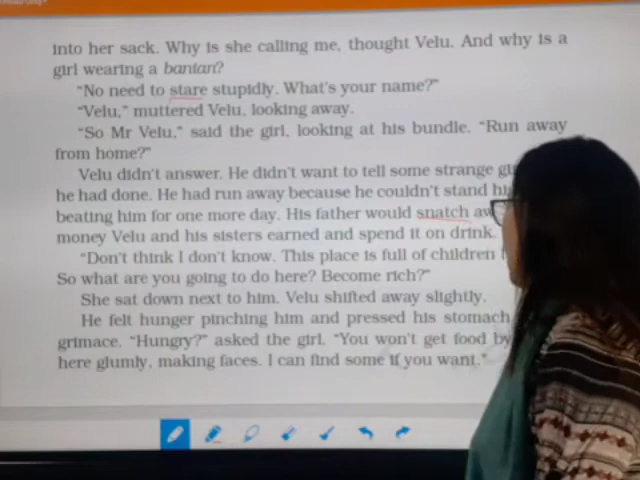 into her sack. Why is she calling me, thought Velu. And why is a
girl wearing a banian?
"No need to stare stupidly. What's your name?"
"Velu," muttered Velu, looking away.
"So Mr Velu," said the girl, looking at his bundle. "Run away
from home?"
Velu didn't answer. He didn't want to tell some strange
he had done. He had run away because he couldn't stand
beating him for one more day. His father would snatch
money Velu and his sisters earned and spend it on drink.
"Don't think I don't know. This place is full of children
So what are you going to do here? Become rich?"
She sat down next to him. Velu shifted away slightly.
He felt hunger pinching him and pressed his stomach
grimace. "Hungry?" asked the girl. "You won't get food by
here glumly, making faces. I can find some if you want."